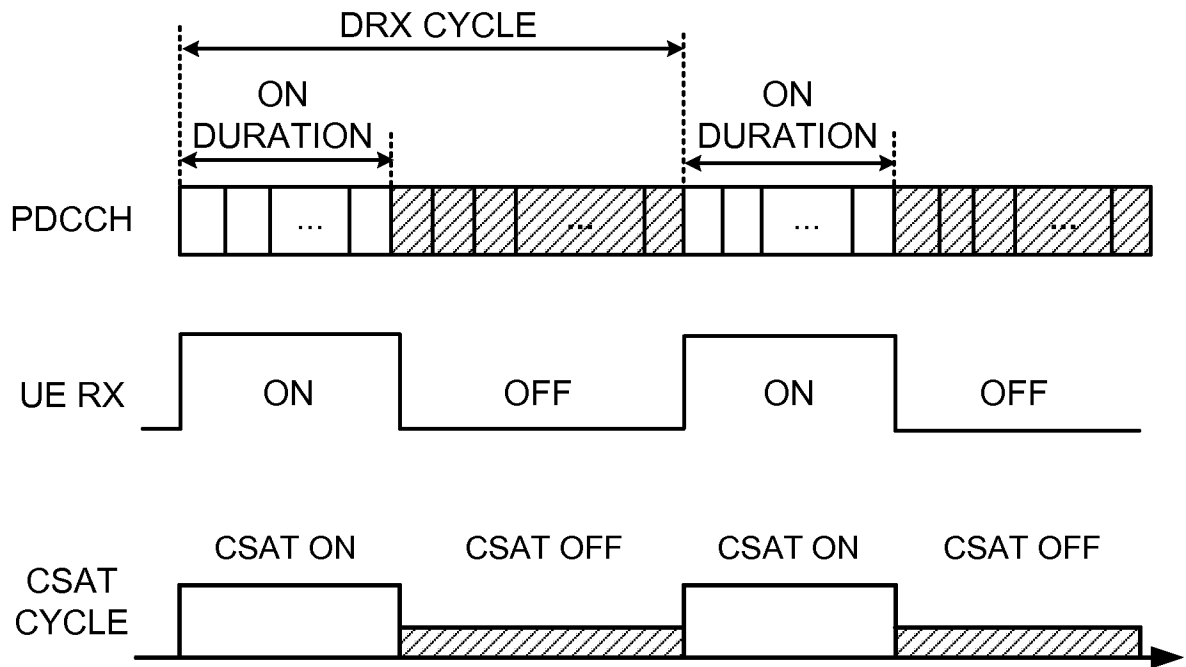 DRX CYCLE
ON
DURATION
ON
DURATION
PDCCH
...
...
...
...
UE RX
ON
OFF
ON
OFF
CSAT ON
CSAT OFF
CSAT ON
CSAT OFF
CSAT
CYCLE